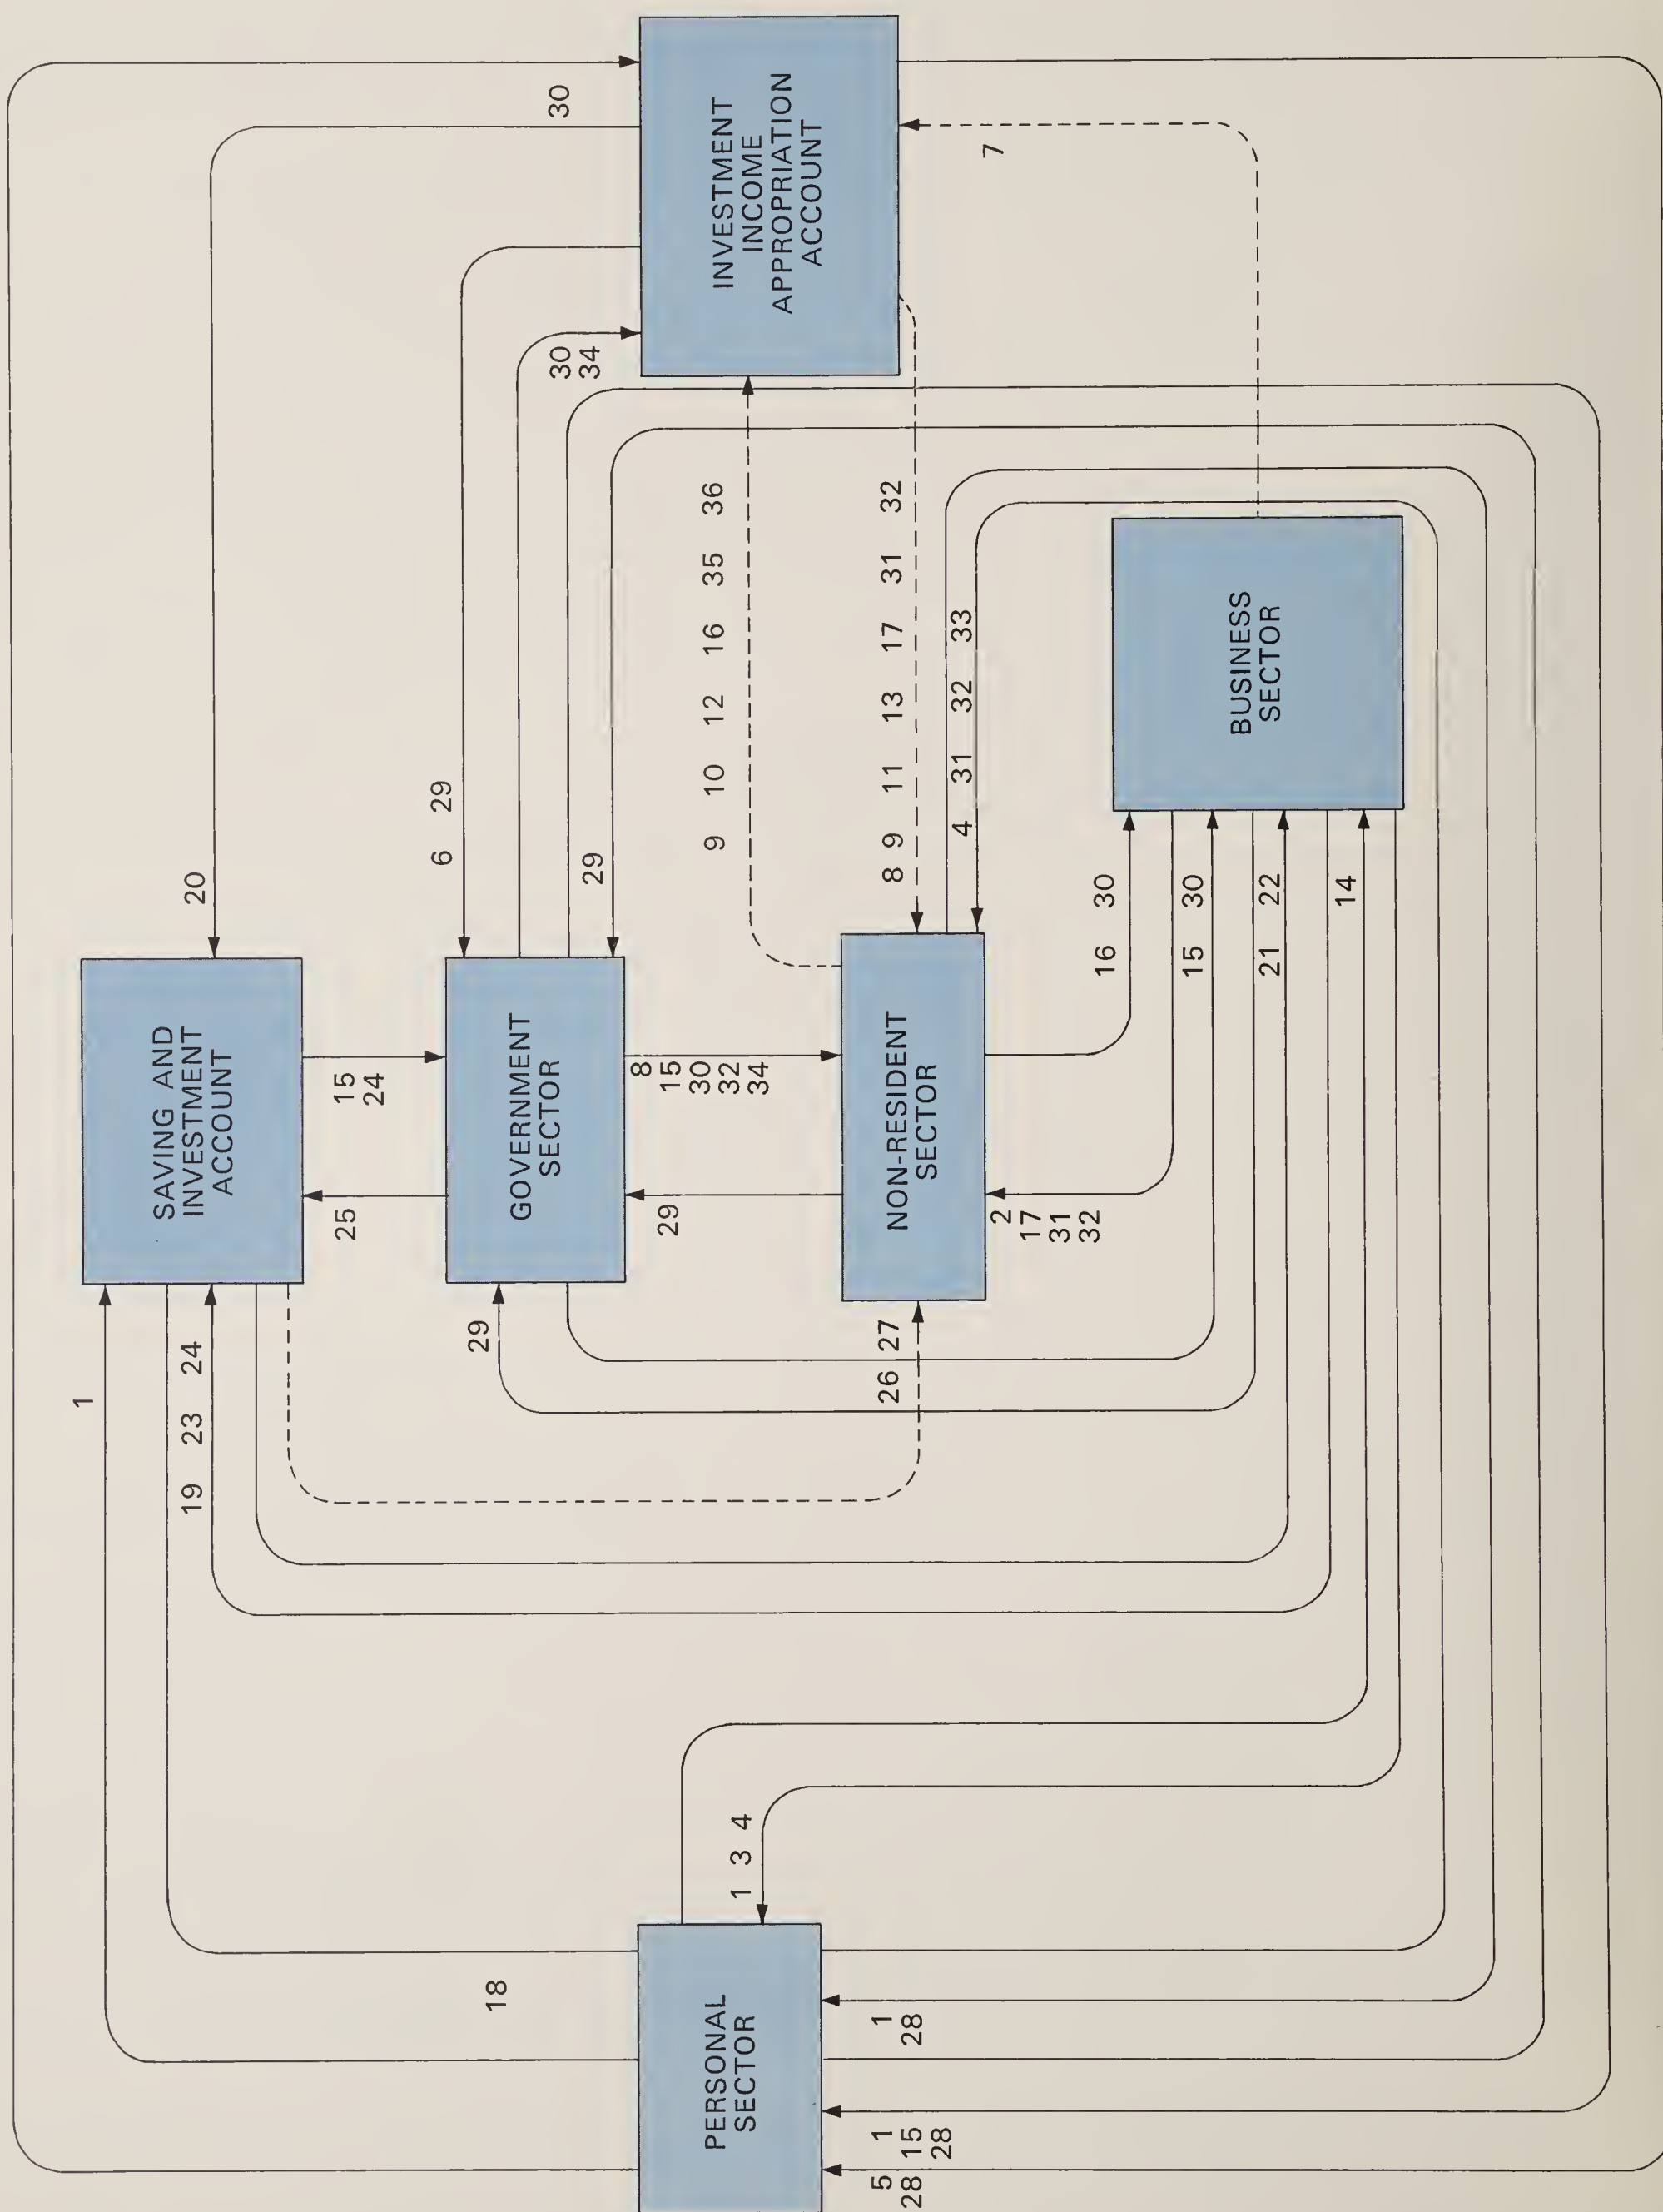 1
SAVING AND
INVESTMENT
ACCOUNT
19 23 24
20
25
15
24
6 29
29
18
GOVERNMENT
SECTOR
30
34
30
29
29
8
15
30
32
34
PERSONAL
SECTOR
9 10 12 16 35 36
INVESTMENT
INCOME
APPROPRIATION
ACCOUNT
1 3 4
5
28
1
15
28
1
28
26 27
NON-RESIDENT
SECTOR
8 9 11 13 17 31 32
4 31 32 33
7
2
17
31
32
16 30
15 30
21 22
BUSINESS
SECTOR
14